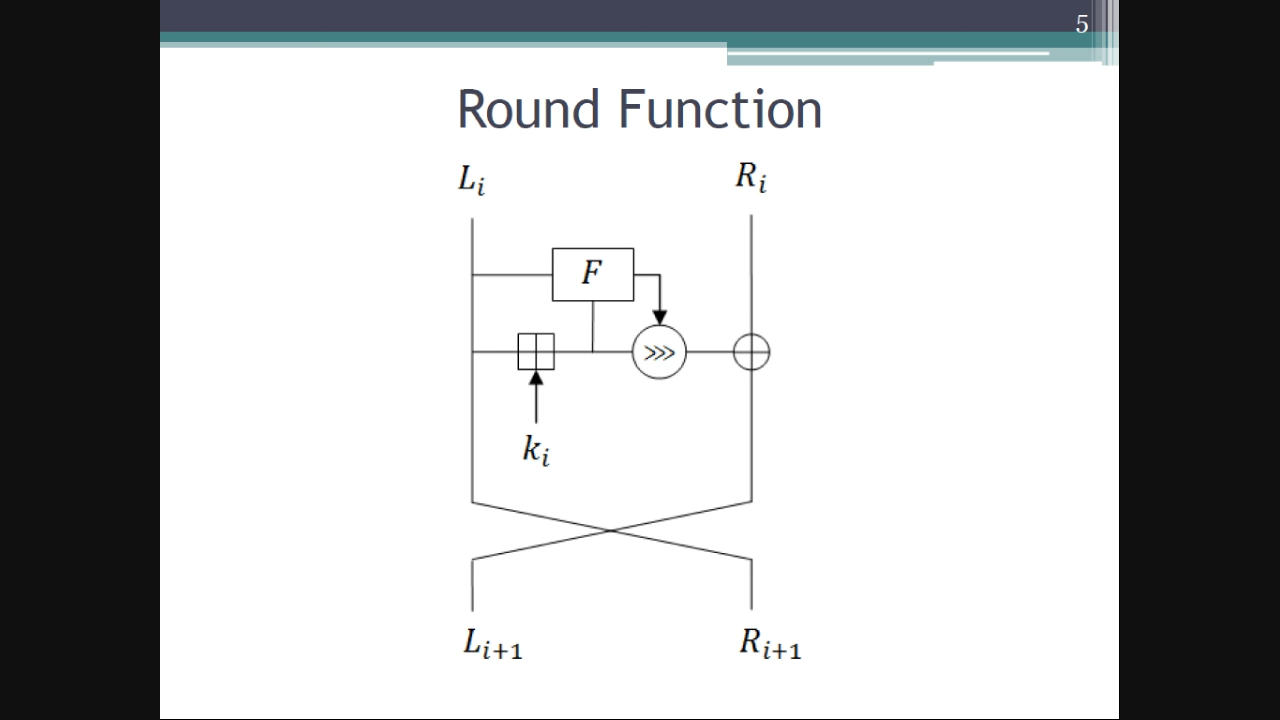 5
Round Function
Lᵢ Rᵢ
F
>>>
kᵢ
Lᵢ₊₁ Rᵢ₊₁